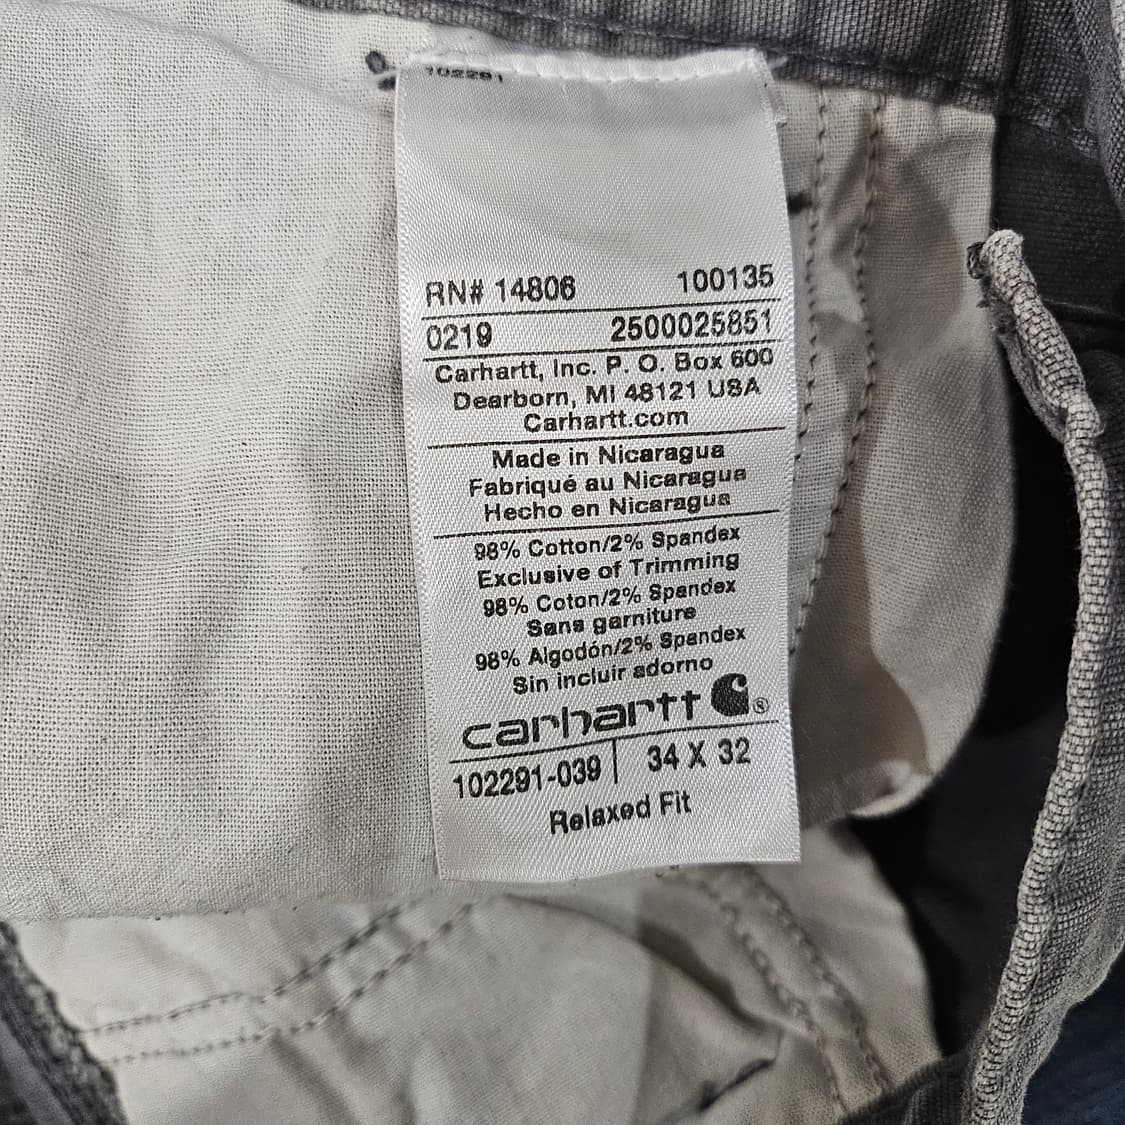 102291
RN# 14806 100135
0219 2500025851
Carhartt, Inc. P. O. Box 600
Dearborn, MI 48121 USA
Carhartt.com
Made in Nicaragua
Fabriqué au Nicaragua
Hecho en Nicaragua
98% Cotton/2% Spandex
Exclusive of Trimming
98% Coton/2% Spandex
Sans garniture
98% Algodón/2% Spandex
Sin incluir adorno
carhartt ®
102291-039 | 34 X 32
Relaxed Fit